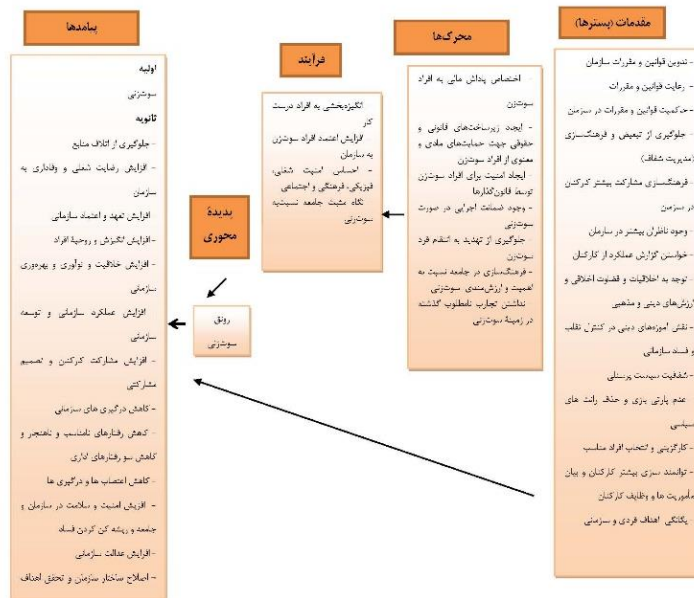 مقدمات (بسترها)
- تدوین قوانین و مقررات سازمان
- رعایت قوانین و مقررات
- حاکمیت قوانین و مقررات در سازمان
- جلوگیری از تبعیض و فرهنگ‌سازی
(مدیریت شفاف)
- فرهنگ‌سازی مشارکت بیشتر کارکنان
در سازمان
- وجود ناظران بیشتر در سازمان
- خواستن گزارش عملکرد از کارکنان
- توجه به اخلاقیات و قضاوت اخلاقی و
ارزش‌های دینی و مذهبی
- نقش آموزه‌های دینی در کنترل تقلب
و فساد سازمانی
- شفافیت سیاست پرسنلی
- عدم پارتی بازی و حذف رانت های
سیاسی
- کارگزینی و انتخاب افراد مناسب
- توانمند سازی بیشتر کارکنان و بیان
مأموریت ها و وظایف کارکنان
- یگانگی اهداف فردی و سازمانی
محرک‌ها
اختصاص پاداش مالی به افراد
سوت‌زن
- ایجاد زیرساخت‌های قانونی و
حقوقی جهت حمایت‌های مادی و
معنوی از افراد سوت‌زن
- ایجاد امنیت برای افراد سوت‌زن
توسط قانون‌گذارها
- وجود ضمانت اجرایی در صورت
سوت‌زنی
- جلوگیری از تهدید به انتقام فرد
سوت‌زن
- فرهنگ‌سازی در جامعه نسبت به
اهمیت و ارزش‌مندی سوت‌زنی
نداشتن تجارب نامطلوب گذشته
در زمینهٔ سوت‌زنی
فرآیند
انگیزه‌بخشی به افراد درست
کار
افزایش اعتماد افراد سوت‌زن
به سازمان
- احساس امنیت شغلی،
فیزیکی، فرهنگی و اجتماعی
نگاه مثبت جامعه نسبت‌به
سوت‌زنی
پدیدهٔ
محوری
رونق
سوت‌زنی
پیامدها
اولیه
سوت‌زنی
ثانویه
- جلوگیری از اتلاف منابع
- افزایش رضایت شغلی و وفاداری به
سازمان
افزایش تعهد و اعتماد سازمانی
- افزایش انگیزش و روحیهٔ افراد
- افزایش خلاقیت و نوآوری و بهره‌وری
سازمانی
- افزایش عملکرد سازمانی و توسعه
سازمانی
- افزایش مشارکت کارکنان و تصمیم
مشارکتی
- کاهش درگیری های سازمانی
- کاهش رفتارهای نامناسب و ناهنجار و
کاهش سو رفتارهای اداری
- کاهش اعتصاب ها و درگیری ها
- افزایش امنیت و سلامت در سازمان و
جامعه و ریشه کن کردن فساد
- افزایش عدالت سازمانی
- اصلاح ساختار سازمان و تحقق اهداف